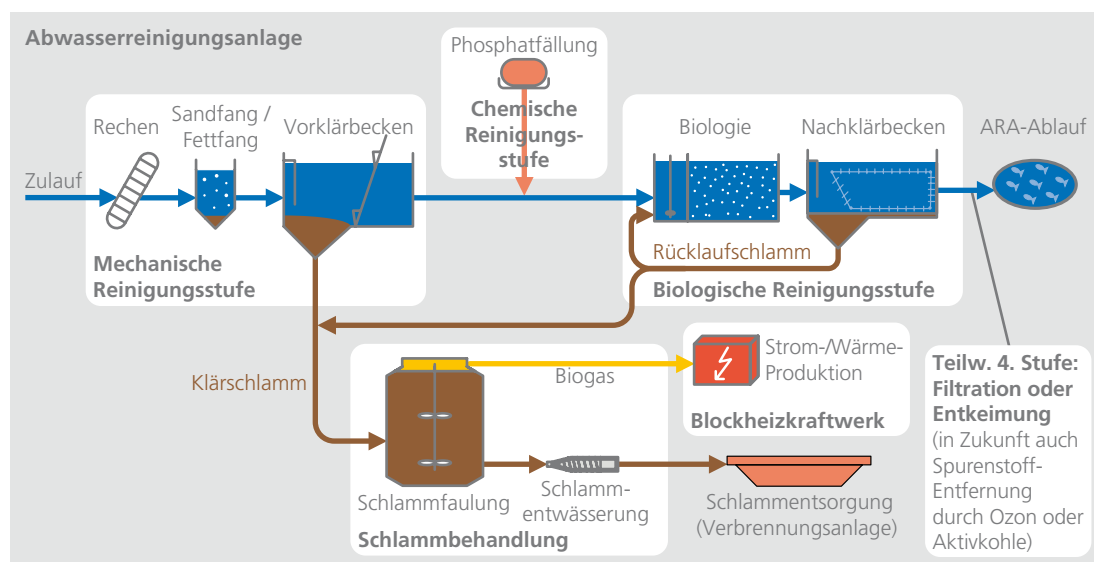 Abwasserreinigungsanlage
Phosphatfällung
Chemische
Reinigungs-
stufe
Zulauf
Rechen
Sandfang /
Fettfang
Vorklärbecken
Mechanische
Reinigungsstufe
Biologie
Nachklärbecken
Rücklaufschlamm
Biologische Reinigungsstufe
ARA-Ablauf
Klärschlamm
Biogas
Strom-/Wärme-
Produktion
Blockheizkraftwerk
Schlammfaulung
Schlamm-
entwässerung
Schlammbehandlung
Schlammentsorgung
(Verbrennungsanlage)
Teilw. 4. Stufe:
Filtration oder
Entkeimung
(in Zukunft auch
Spurenstoff-
Entfernung
durch Ozon oder
Aktivkohle)